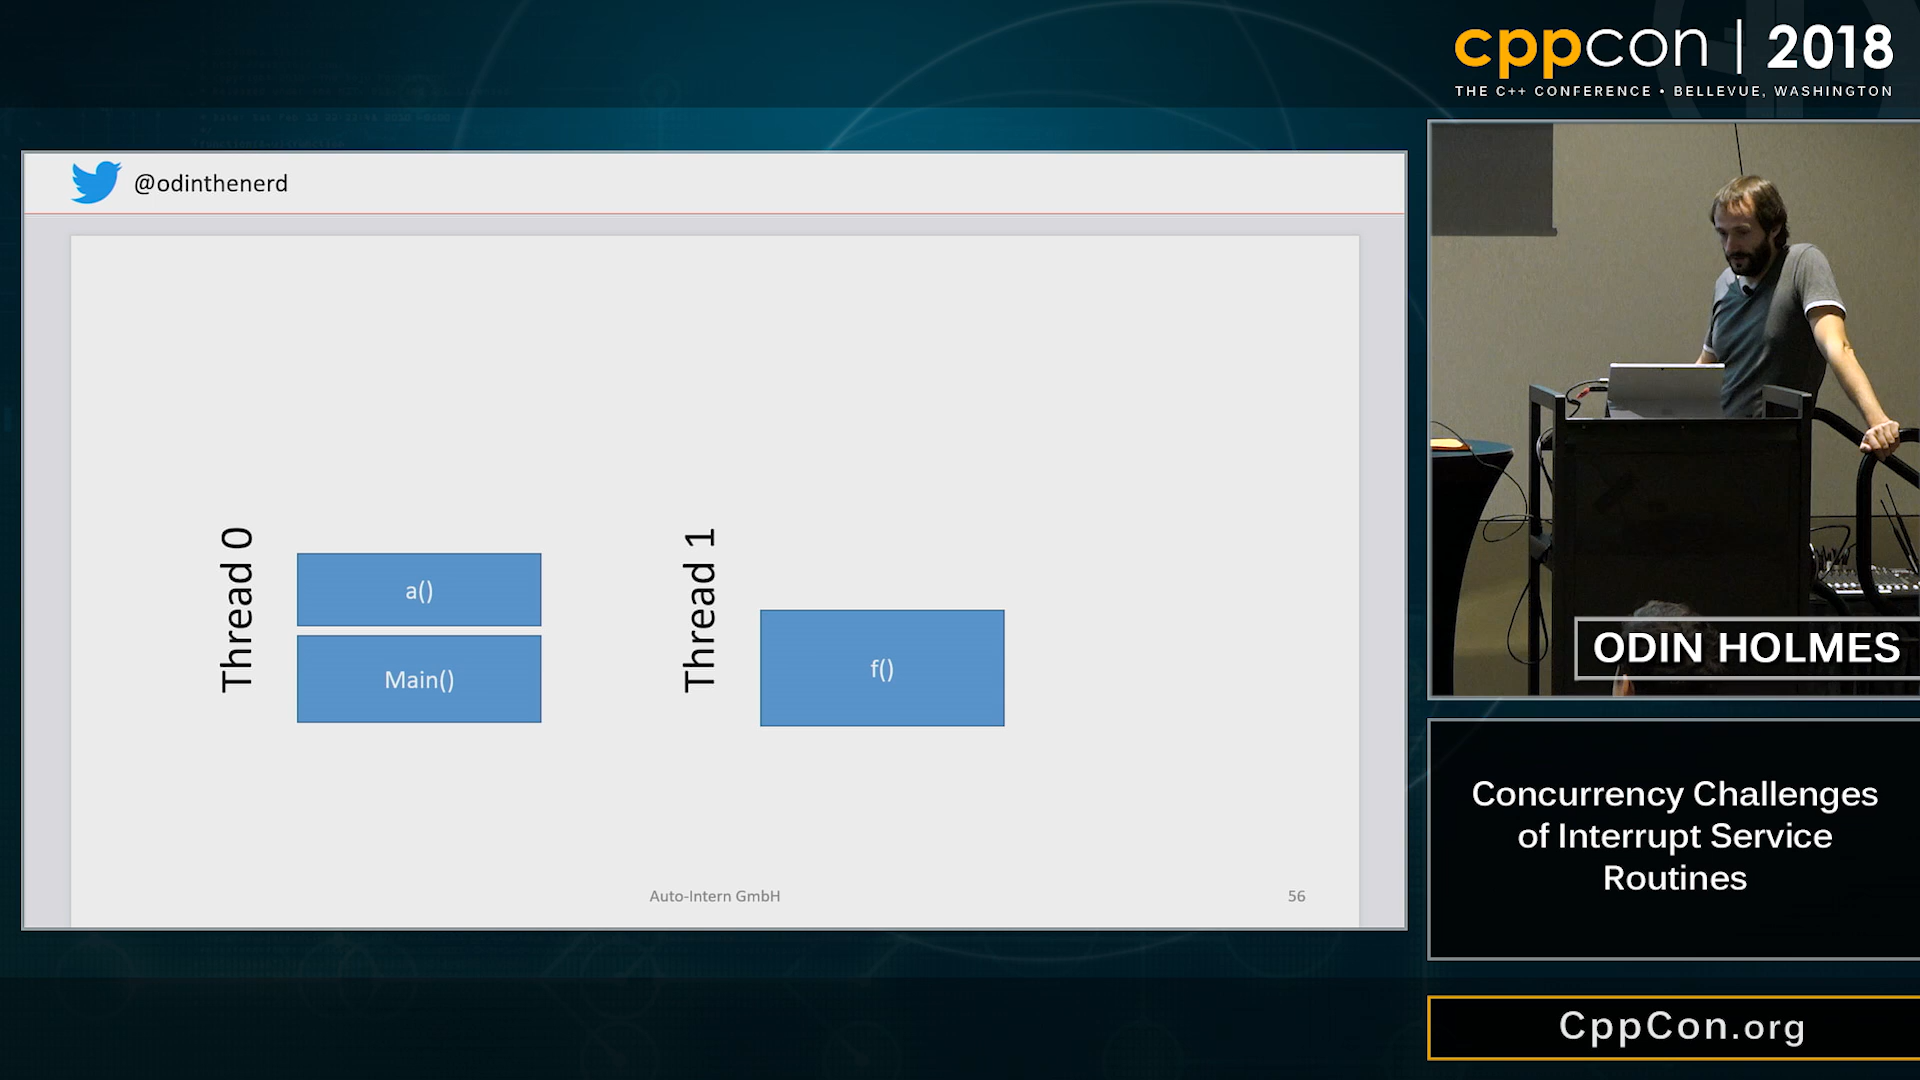 cppcon | 2018
THE C++ CONFERENCE • BELLEVUE, WASHINGTON
@odinthenerd
Thread 0
a()
Main()
Thread 1
f()
Auto-Intern GmbH
56
ODIN HOLMES
Concurrency Challenges
of Interrupt Service
Routines
CppCon.org